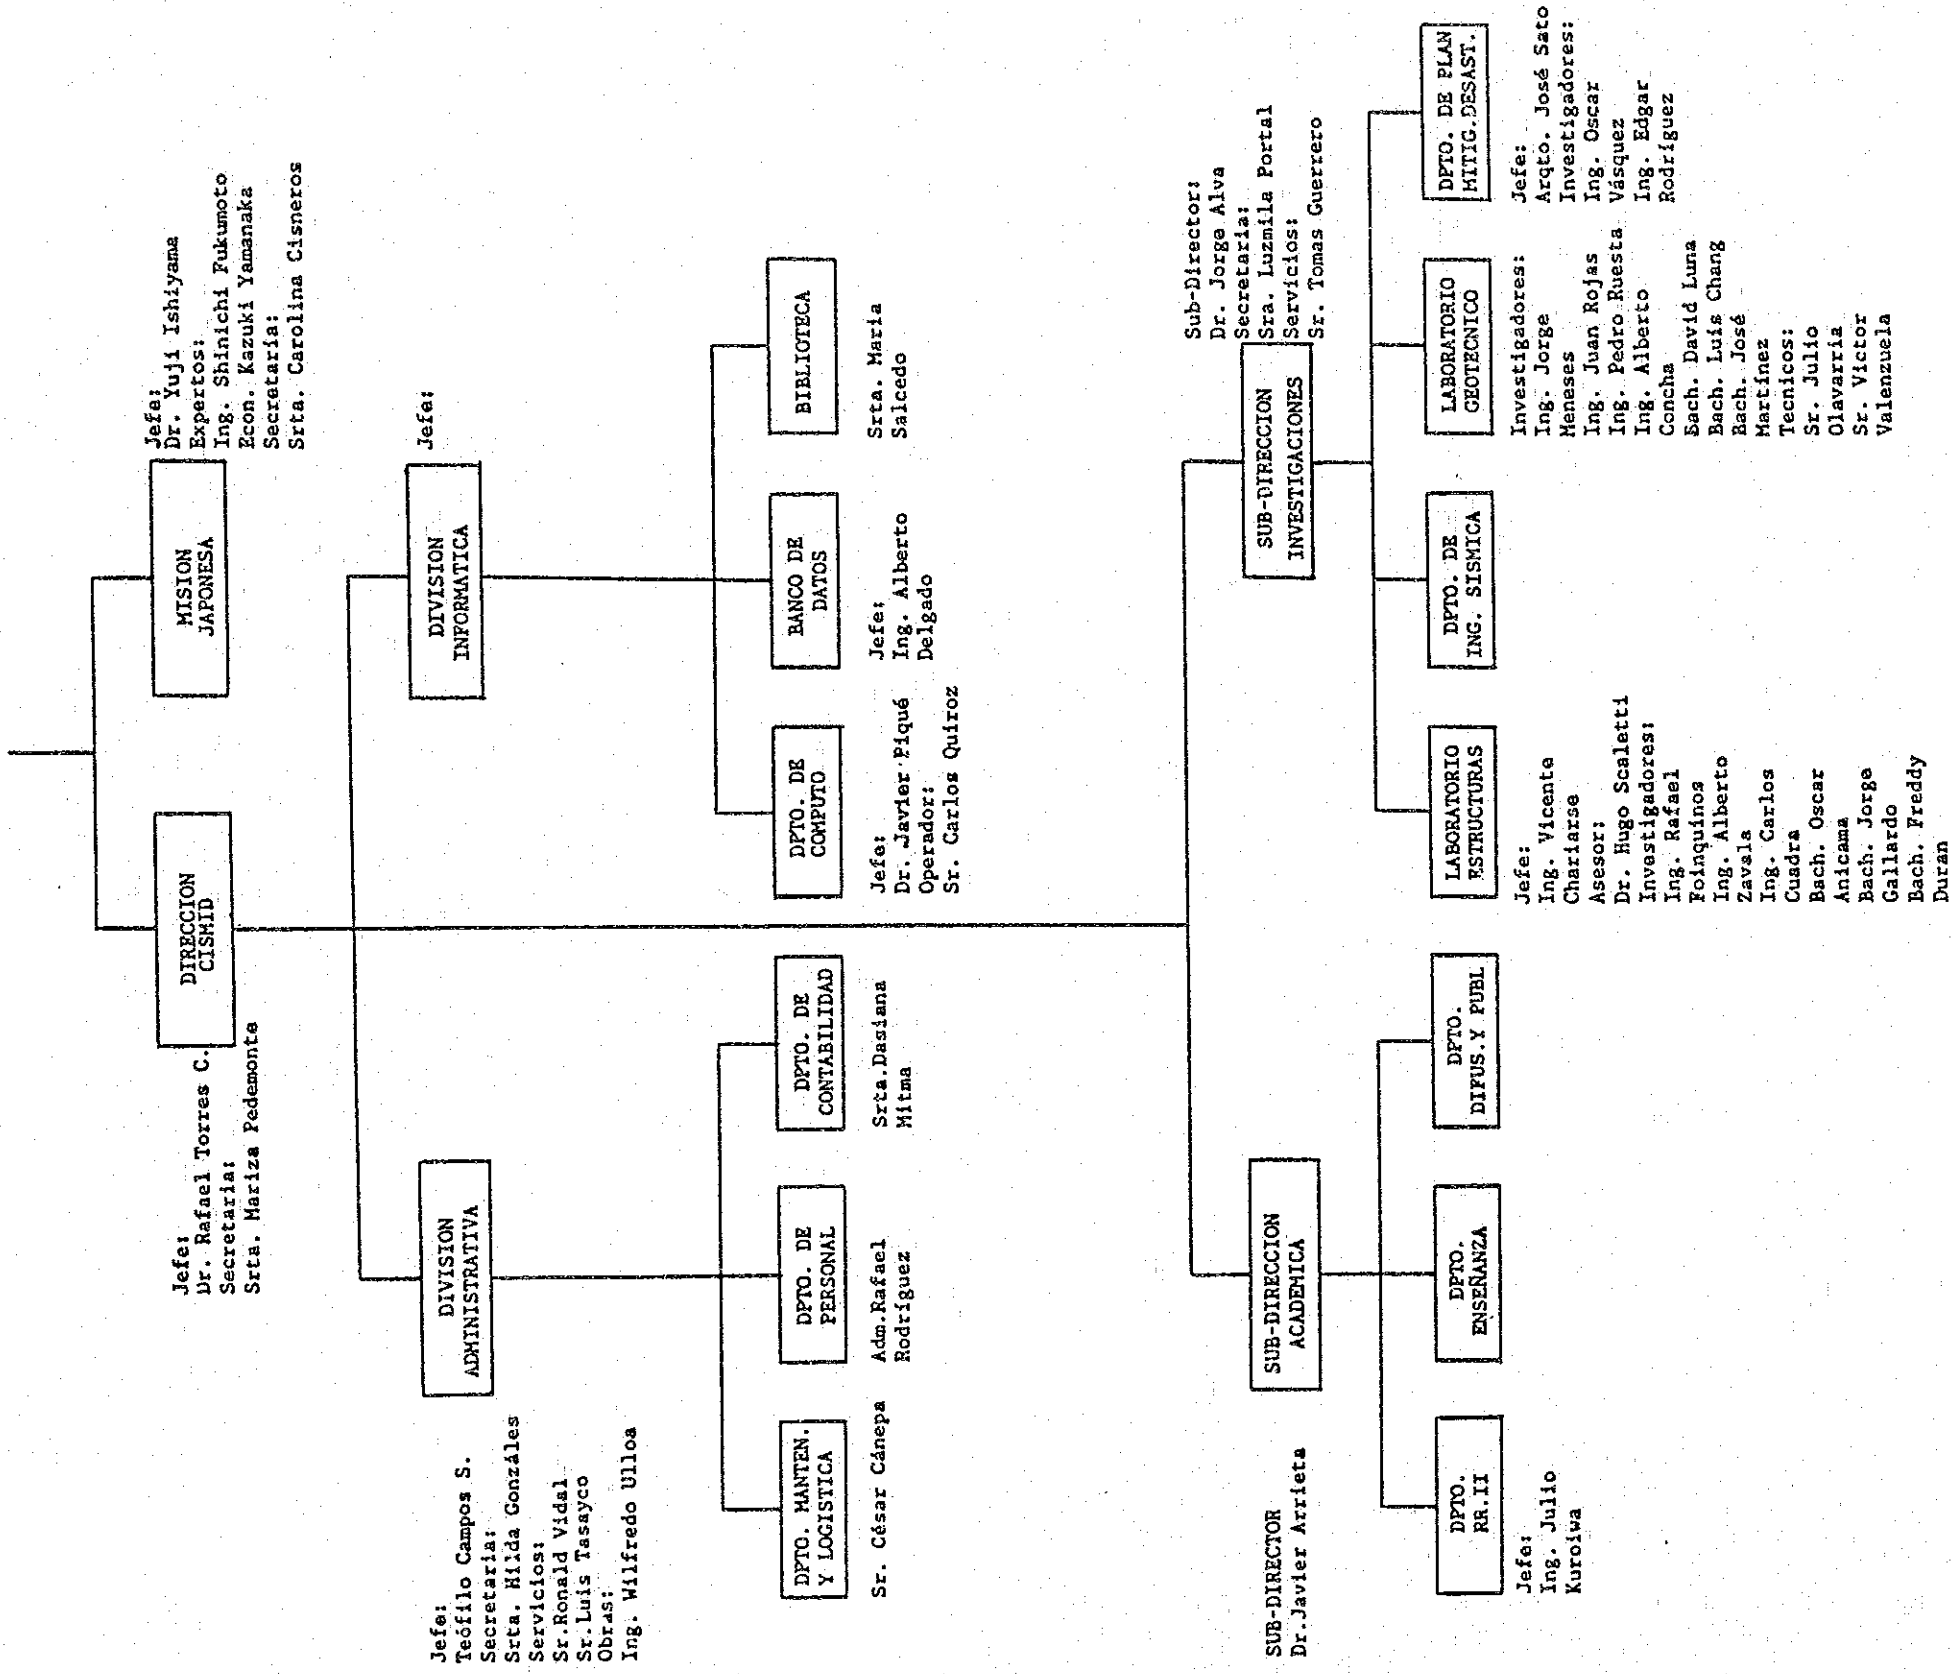 DIRECCION
CISMID
Jefe:
Dr. Rafael Torres C.
Secretaria:
Srta. Mariza Pedemonte
MISION
JAPONESA
Jefe:
Dr. Yuji Ishiyama
Expertos:
Ing. Shinichi Fukumoto
Econ. Kazuki Yamanaka
Secretaria:
Srta. Carolina Cisneros
DIVISION
ADMINISTRATIVA
Jefe:
Teófilo Campos S.
Secretaria:
Srta. Hilda Gonzáles
Servicios:
Sr.Ronald Vidal
Sr.Luis Tasayco
Obras:
Ing. Wilfredo Ulloa
DIVISION
INFORMATICA
Jefe:
DPTO. MANTEN.
Y LOGISTICA
Sr. César Cánepa
DPTO. DE
PERSONAL
Adm.Rafael
Rodríguez
DPTO. DE
CONTABILIDAD
Srta.Dasiana
Mitma
DPTO. DE
COMPUTO
Jefe:
Dr. Javier Piqué
Operador:
Sr. Carlos Quiroz
BANCO DE
DATOS
Jefe:
Ing. Alberto
Delgado
BIBLIOTECA
Srta. Maria
Salcedo
SUB-DIRECCION
ACADEMICA
SUB-DIRECTOR
Dr.Javier Arrieta
SUB-DIRECCION
INVESTIGACIONES
Sub-Director:
Dr. Jorge Alva
Secretaria:
Sra. Luzmila Portal
Servicios:
Sr. Tomas Guerrero
DPTO.
RR.II
Jefe:
Ing. Julio
Kuroiwa
DPTO.
ENSEÑANZA
DPTO.
DIFUS.Y PUBL
LABORATORIO
ESTRUCTURAS
Jefe:
Ing. Vicente
Chariarse
Asesor:
Dr. Hugo Scaletti
Investigadores:
Ing. Rafael
Foinquinos
Ing. Alberto
Zavala
Ing. Carlos
Cuadra
Bach. Oscar
Anicama
Bach. Jorge
Gallardo
Bach. Freddy
Duran
DPTO. DE
ING. SISMICA
LABORATORIO
GEOTECNICO
Investigadores:
Ing. Jorge
Meneses
Ing. Juan Rojas
Ing. Pedro Ruesta
Ing. Alberto
Concha
Bach. David Luna
Bach. Luis Chang
Bach. José
Martínez
Tecnicos:
Sr. Julio
Olavarría
Sr. Victor
Valenzuela
DPTO. DE PLAN
MITIG.DESAST.
Jefe:
Arqto. José Sato
Investigadores:
Ing. Oscar
Vásquez
Ing. Edgar
Rodríguez